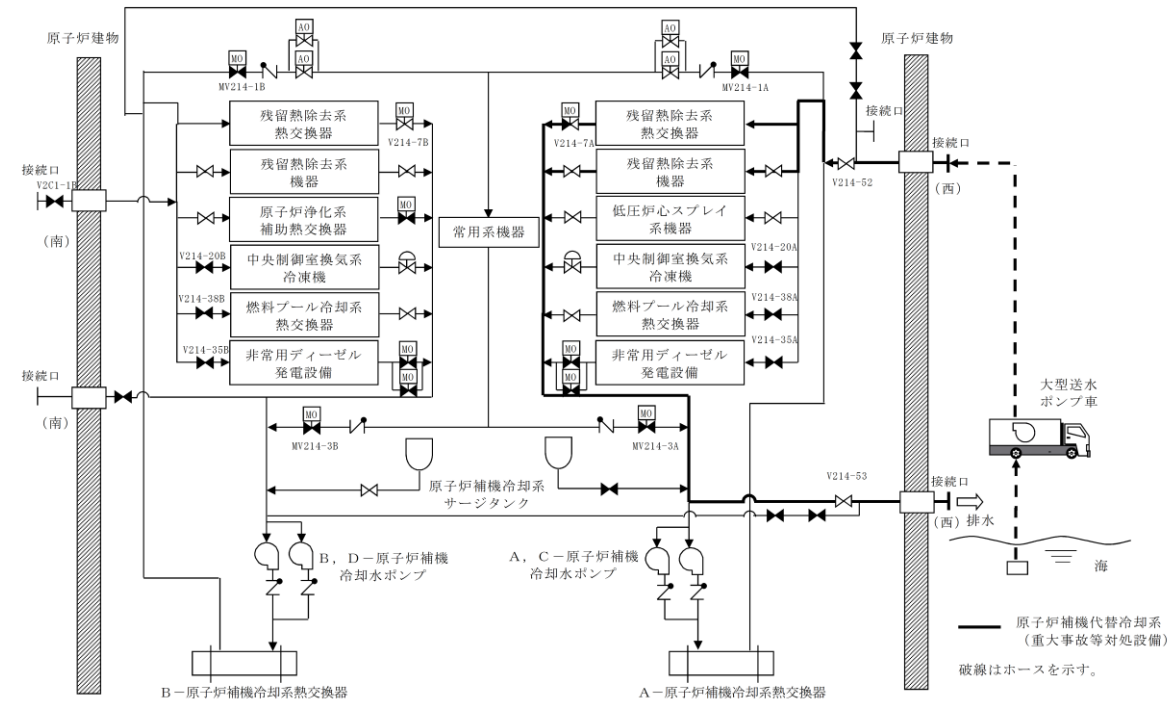 原子炉建物
原子炉建物
AO
AO
MO
AO
AO
MO
MV214-1B
MV214-1A
残留熱除去系
熱交換器
MO
V214-7B
残留熱除去系
機器
原子炉浄化系
補助熱交換器
MO
V214-20B
中央制御室換気系
冷凍機
V214-38B
燃料プール冷却系
熱交換器
V214-35B
非常用ディーゼル
発電設備
MO
MO
常用系機器
MO
V214-7A
残留熱除去系
熱交換器
残留熱除去系
機器
低圧炉心スプレイ
系機器
V214-20A
中央制御室換気系
冷凍機
V214-38A
燃料プール冷却系
熱交換器
V214-35A
非常用ディーゼル
発電設備
MO
MO
接続口
V2C1-1B
(南)
接続口
(南)
接続口
接続口
V214-52
(西)
大型送水
ポンプ車
MO
MV214-3B
MO
MV214-3A
原子炉補機冷却系
サージタンク
V214-53
接続口
(西)
排水
海
B，D－原子炉補機
冷却水ポンプ
A，C－原子炉補機
冷却水ポンプ
B－原子炉補機冷却系熱交換器
A－原子炉補機冷却系熱交換器
原子炉補機代替冷却系
(重大事故等対処設備)
破線はホースを示す。